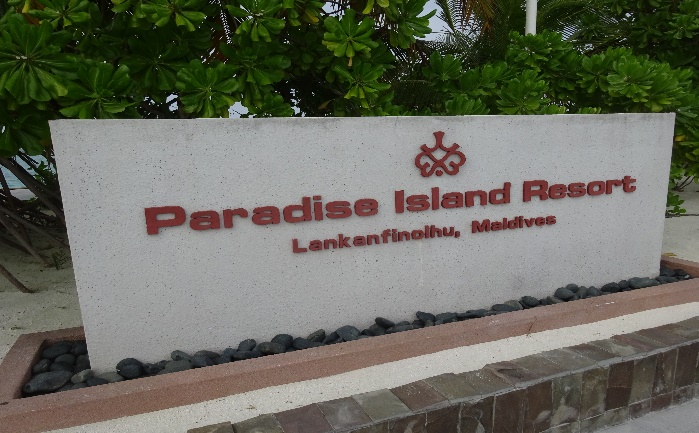 Paradise Island Resort
Lankanfinolhu, Maldives